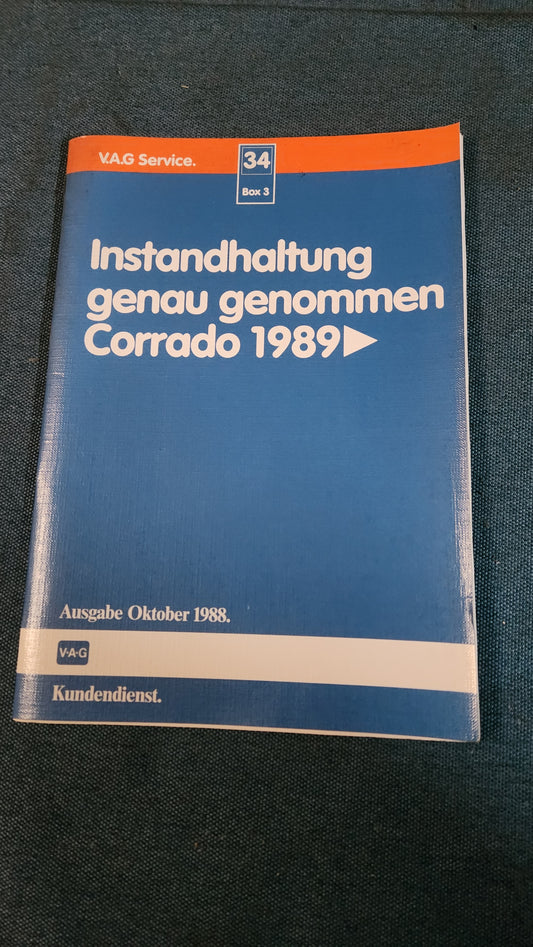 V.A.G Service.
34
Box 3
Instandhaltung
genau genommen
Corrado 1989▶
Ausgabe Oktober 1988.
V·A·G
Kundendienst.